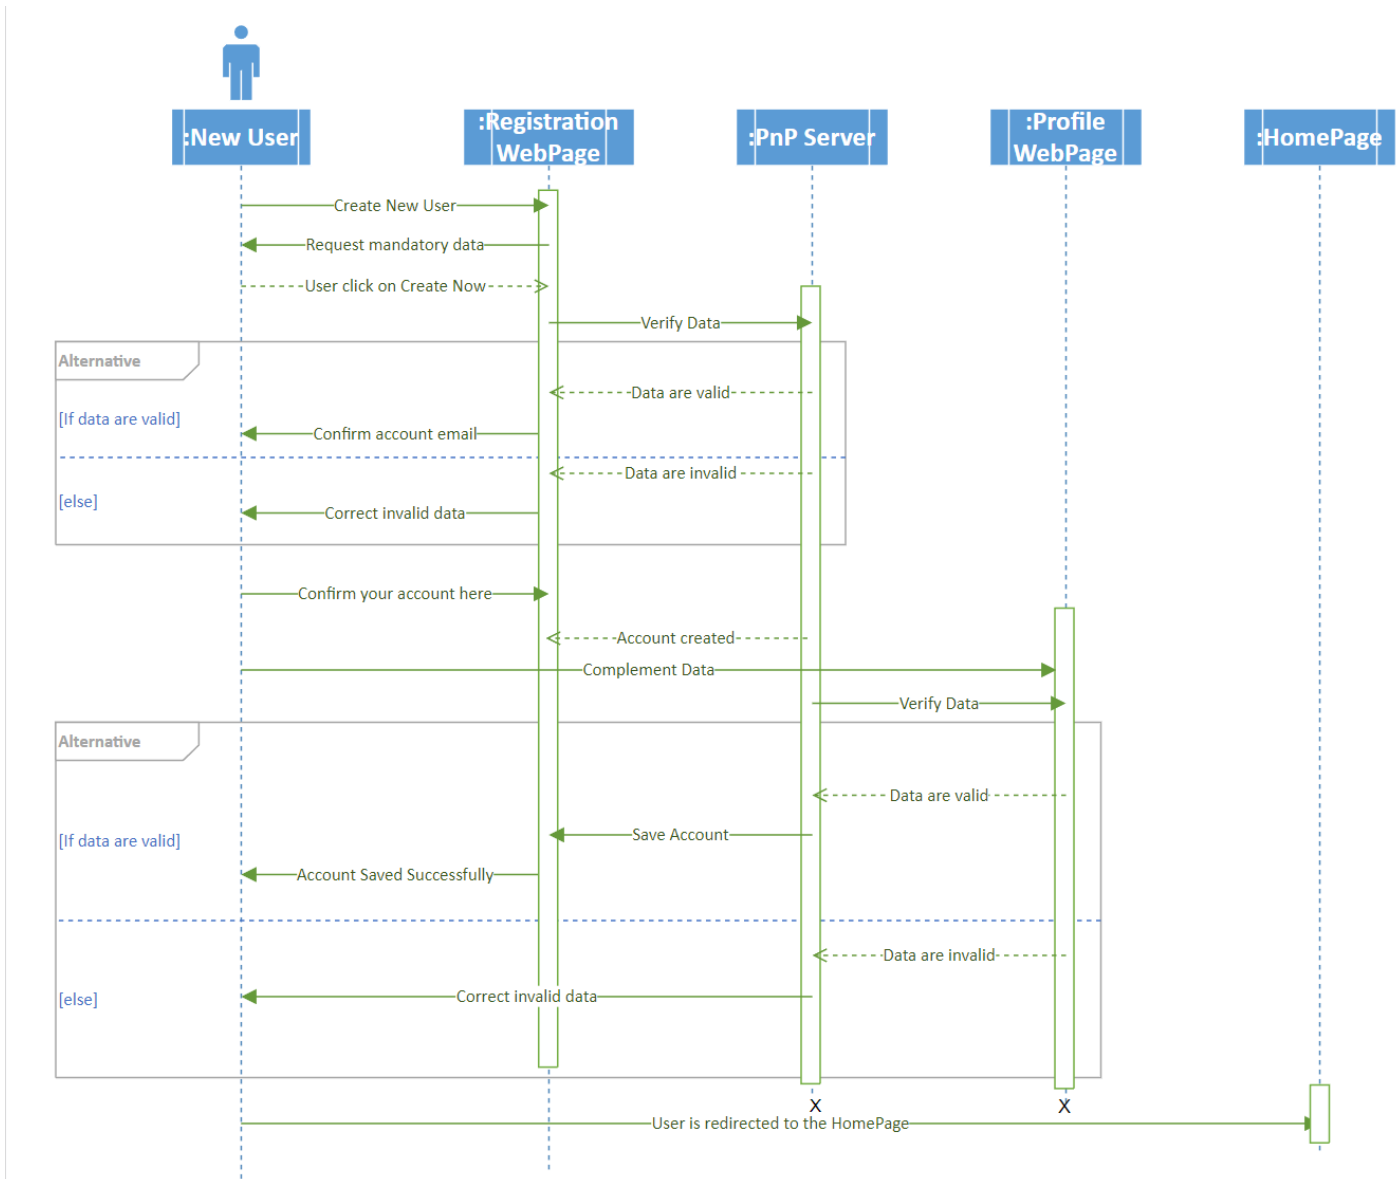 :New User
:Registration
WebPage
:PnP Server
:Profile
WebPage
:HomePage
Create New User
Request mandatory data
User click on Create Now
Verify Data
Alternative
Data are valid
[If data are valid]
Confirm account email
Data are invalid
[else]
Correct invalid data
Confirm your account here
Account created
Complement Data
Verify Data
Alternative
Data are valid
Save Account
[If data are valid]
Account Saved Successfully
Data are invalid
Correct invalid data
[else]
X
X
User is redirected to the HomePage